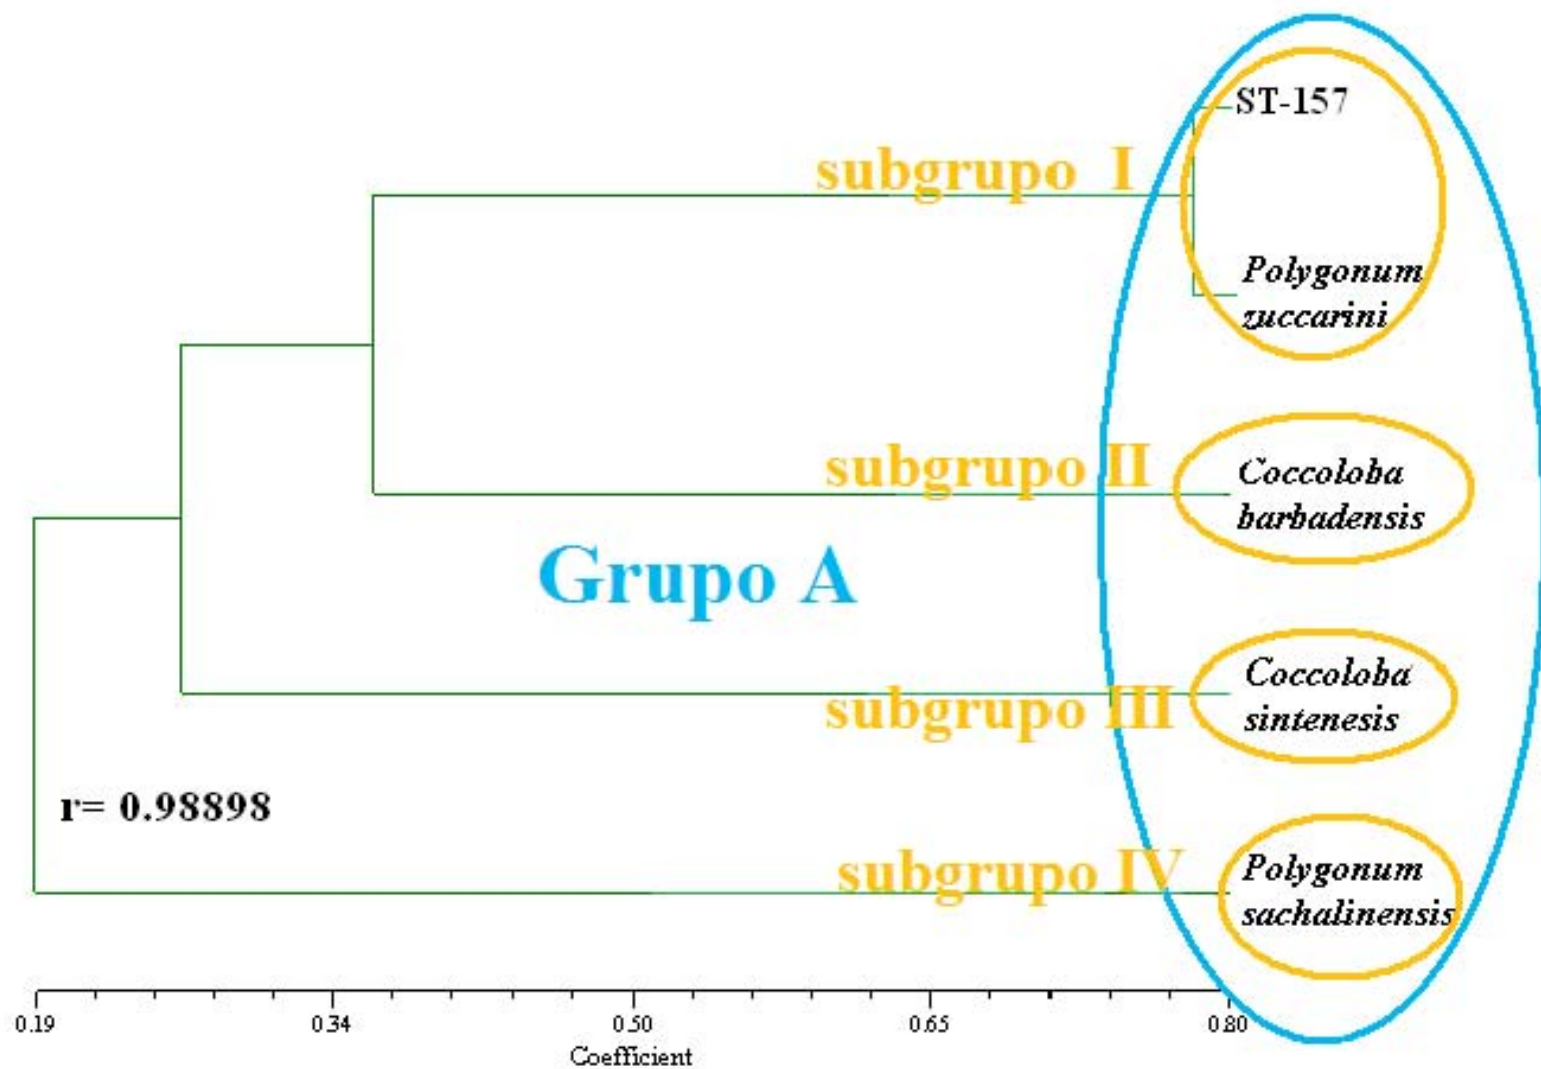 ST-157
subgrupo I
Polygonum
zuccarini
subgrupo II
Coccoloba
barbadensis
Grupo A
Coccoloba
sintenesis
subgrupo III
r= 0.98898
subgrupo IV
Polygonum
sachalinensis
0.19 0.34 0.50 0.65 0.80
Coefficient